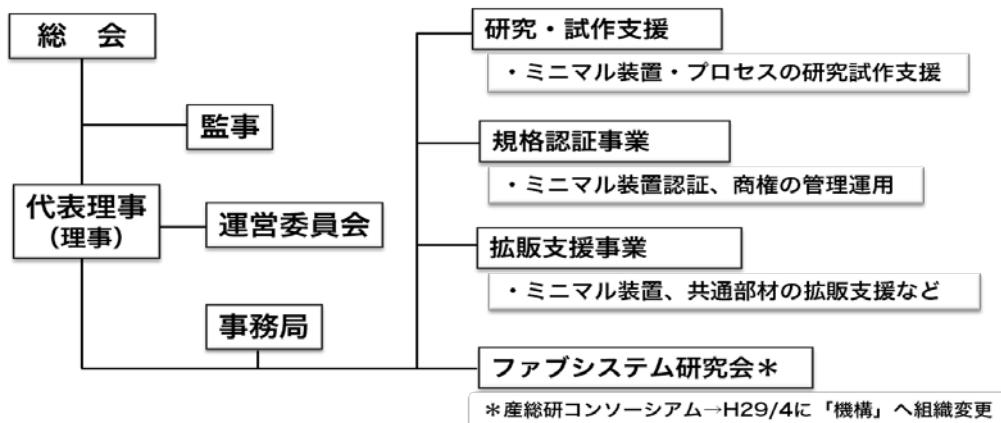 総　会
監事
代表理事
（理事）
運営委員会
事務局
研究・試作支援
・ミニマル装置・プロセスの研究試作支援
規格認証事業
・ミニマル装置認証、商権の管理運用
拡販支援事業
・ミニマル装置、共通部材の拡販支援など
ファブシステム研究会＊
＊産総研コンソーシアム→H29/4に「機構」へ組織変更